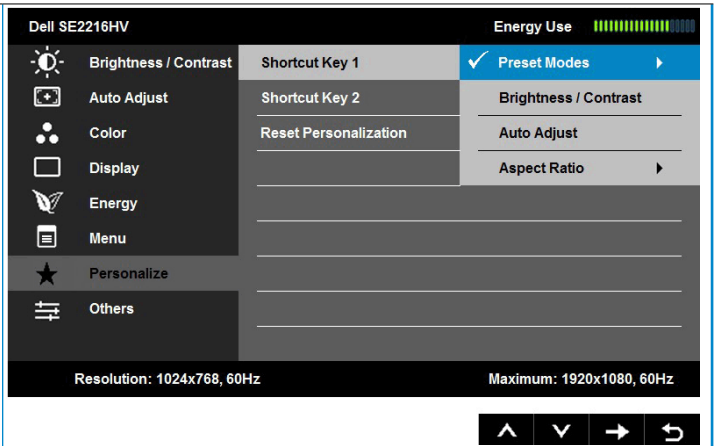 Dell SE2216HV Energy Use
Brightness / Contrast Shortcut Key 1 Preset Modes
Auto Adjust Shortcut Key 2 Brightness / Contrast
Color Reset Personalization Auto Adjust
Display Aspect Ratio
Energy
Menu
Personalize
Others
Resolution: 1024x768, 60Hz Maximum: 1920x1080, 60Hz